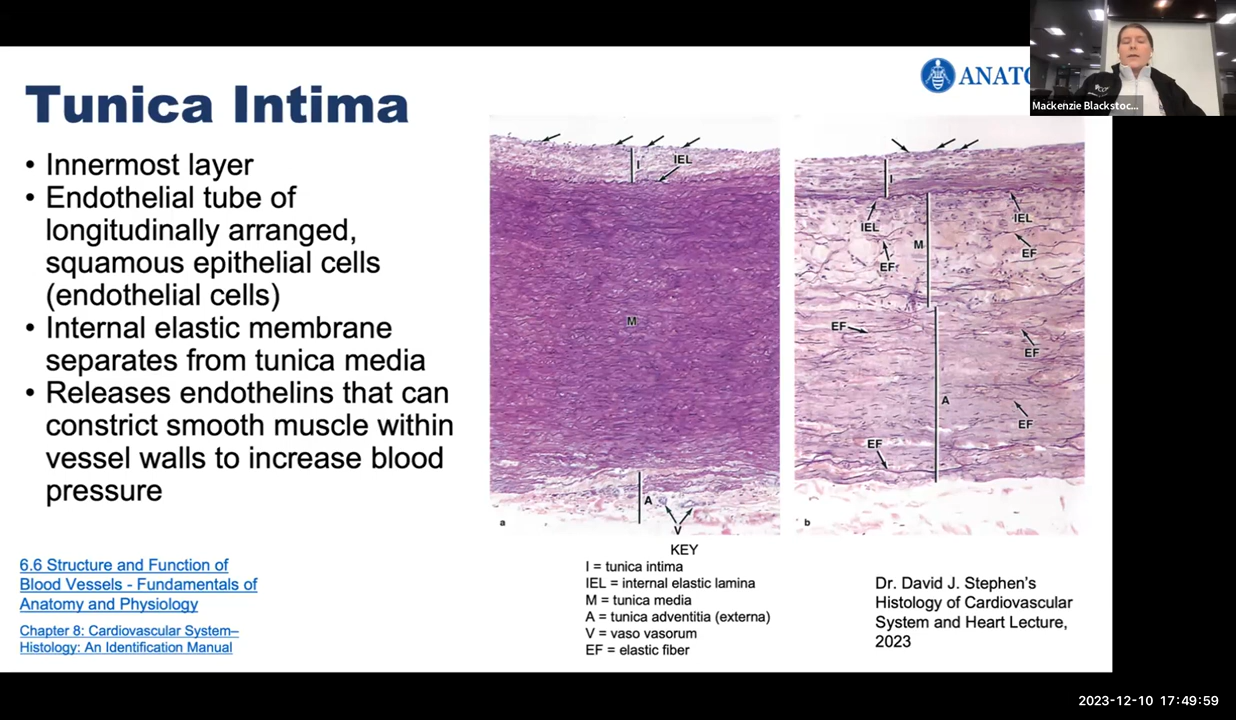 Tunica Intima
ANATO
Mackenzie Blackstoc...
• Innermost layer
• Endothelial tube of
longitudinally arranged,
squamous epithelial cells
(endothelial cells)
• Internal elastic membrane
separates from tunica media
• Releases endothelins that can
constrict smooth muscle within
vessel walls to increase blood
pressure
I
IEL
M
A
V
a
I
IEL
IEL
M
EF
EF
EF
EF
A
EF
EF
b
6.6 Structure and Function of
Blood Vessels - Fundamentals of
Anatomy and Physiology
Chapter 8: Cardiovascular System–
Histology: An Identification Manual
KEY
I = tunica intima
IEL = internal elastic lamina
M = tunica media
A = tunica adventitia (externa)
V = vaso vasorum
EF = elastic fiber
Dr. David J. Stephen's
Histology of Cardiovascular
System and Heart Lecture,
2023
2023-12-10 17:49:59